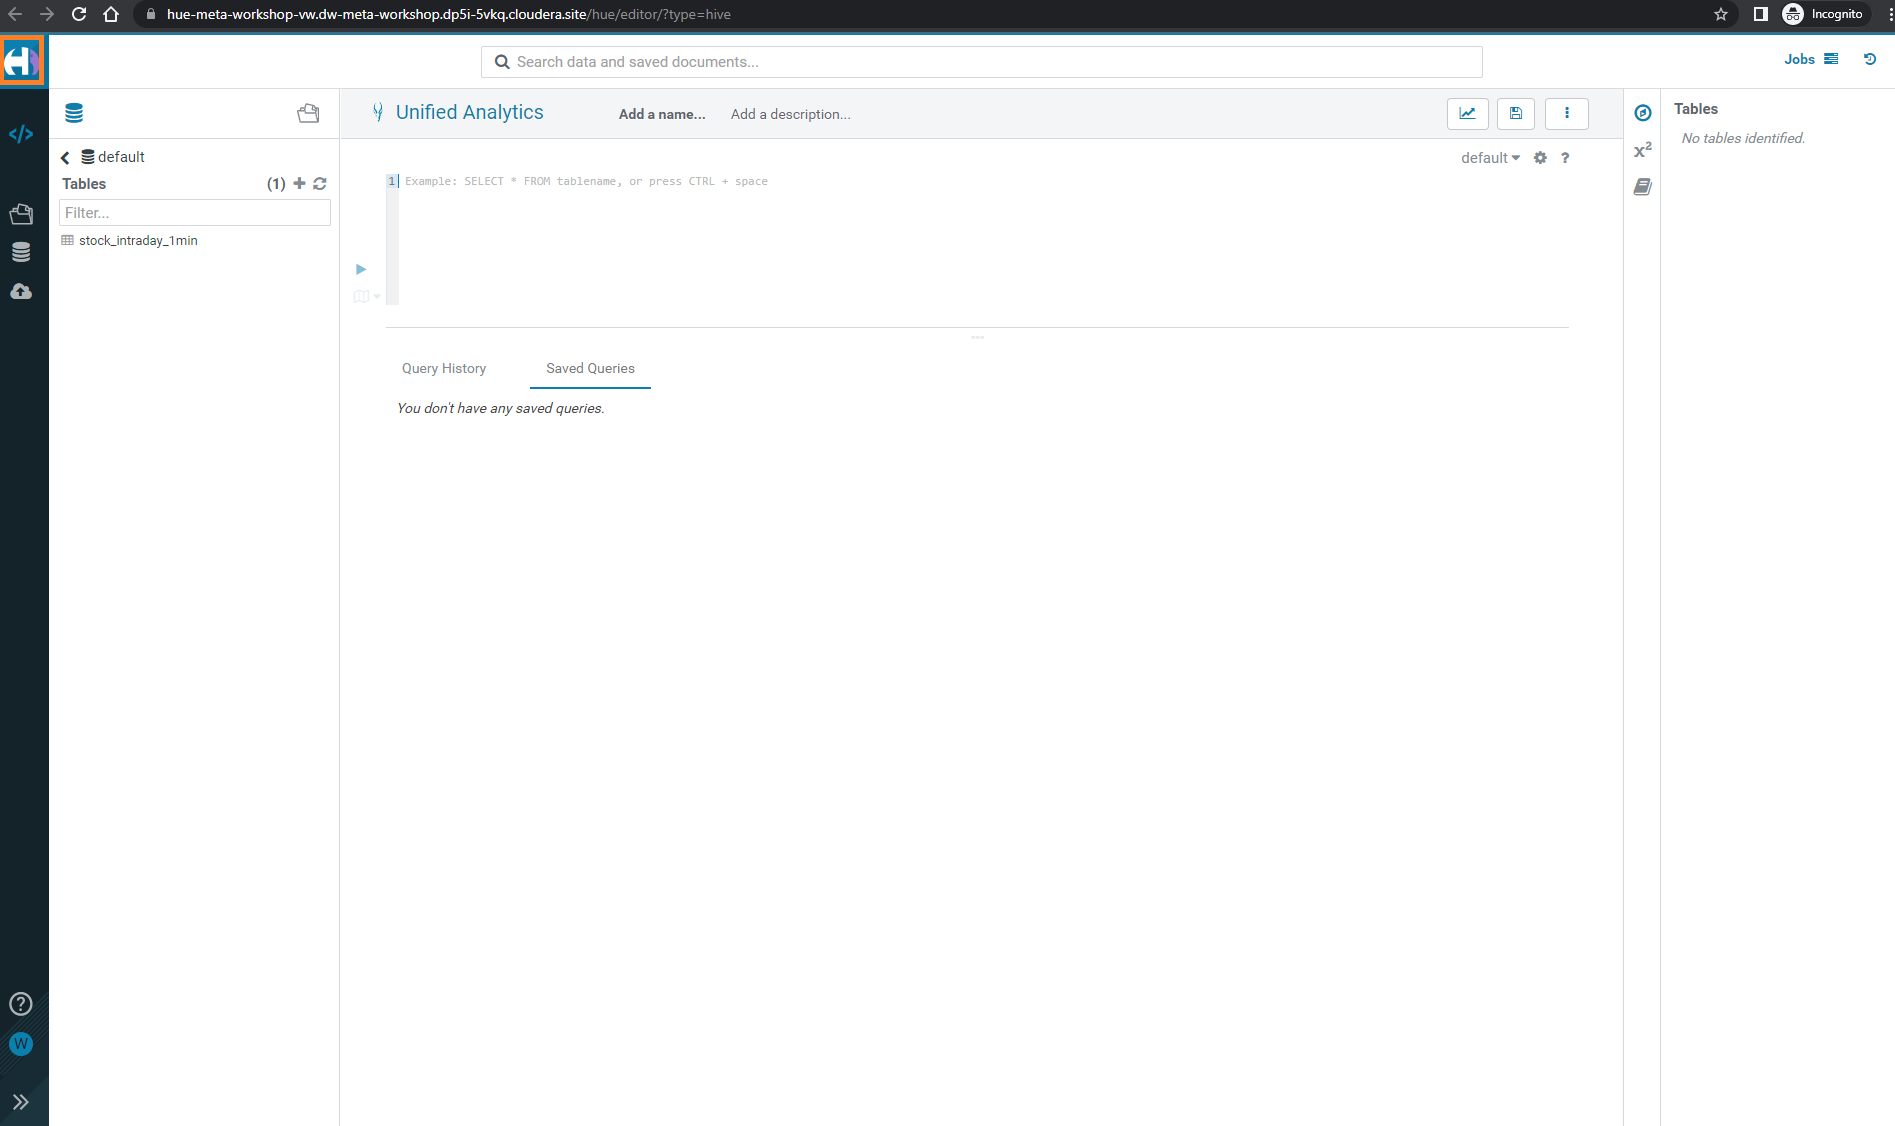 hue-meta-workshop-vw.dw-meta-workshop.dp5i-5vkq.cloudera.site/hue/editor/?type=hive
Incognito
Search data and saved documents...
Jobs
Unified Analytics
Add a name...
Add a description...
Tables
No tables identified.
default
Tables
(1)
Filter...
stock_intraday_1min
default
?
1
Example: SELECT * FROM tablename, or press CTRL + space
x²
Query History
Saved Queries
You don't have any saved queries.
?
W